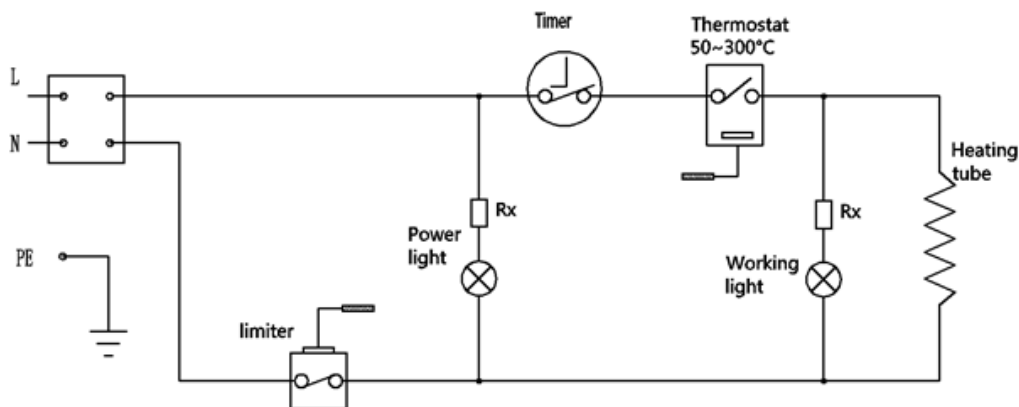 Timer
Thermostat
50~300°C
L
N
Heating
tube
Rx
Rx
Power
light
Working
light
PE
limiter